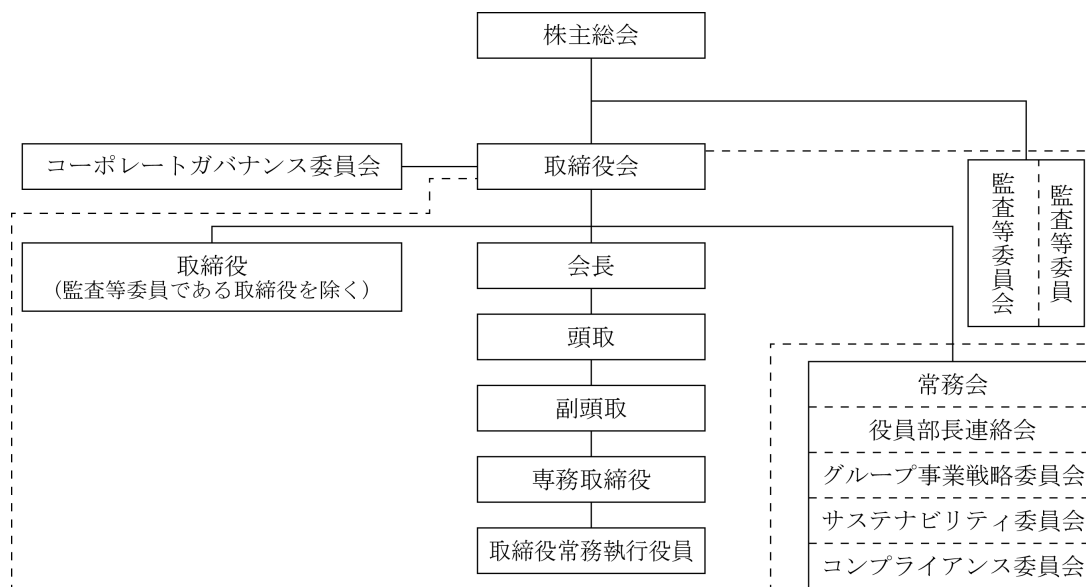 株主総会
コーポレートガバナンス委員会
取締役会
監査等委員会
監査等委員
取締役
(監査等委員である取締役を除く)
会長
頭取
副頭取
専務取締役
取締役常務執行役員
常務会
役員部長連絡会
グループ事業戦略委員会
サステナビリティ委員会
コンプライアンス委員会